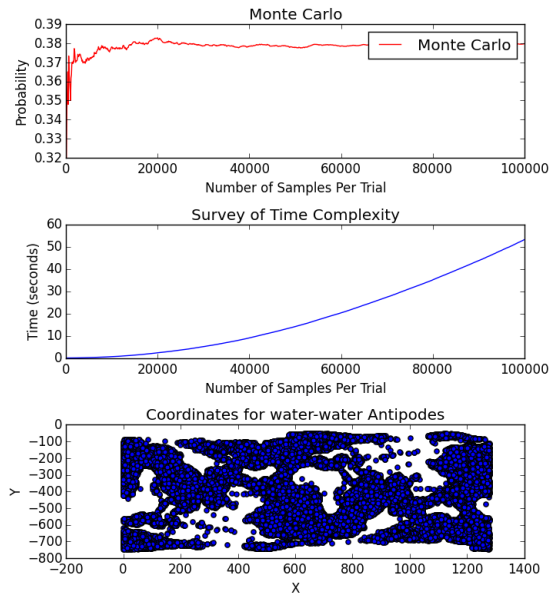 Monte Carlo
0.39
0.38
0.37
0.36
0.35
0.34
0.33
0.32
Probability
Monte Carlo
0 20000 40000 60000 80000 100000
Number of Samples Per Trial
Survey of Time Complexity
60
50
40
30
20
10
0
Time (seconds)
0 20000 40000 60000 80000 100000
Number of Samples Per Trial
Coordinates for water-water Antipodes
0
−100
−200
−300
−400
−500
−600
−700
−800
Y
−200 0 200 400 600 800 1000 1200 1400
X